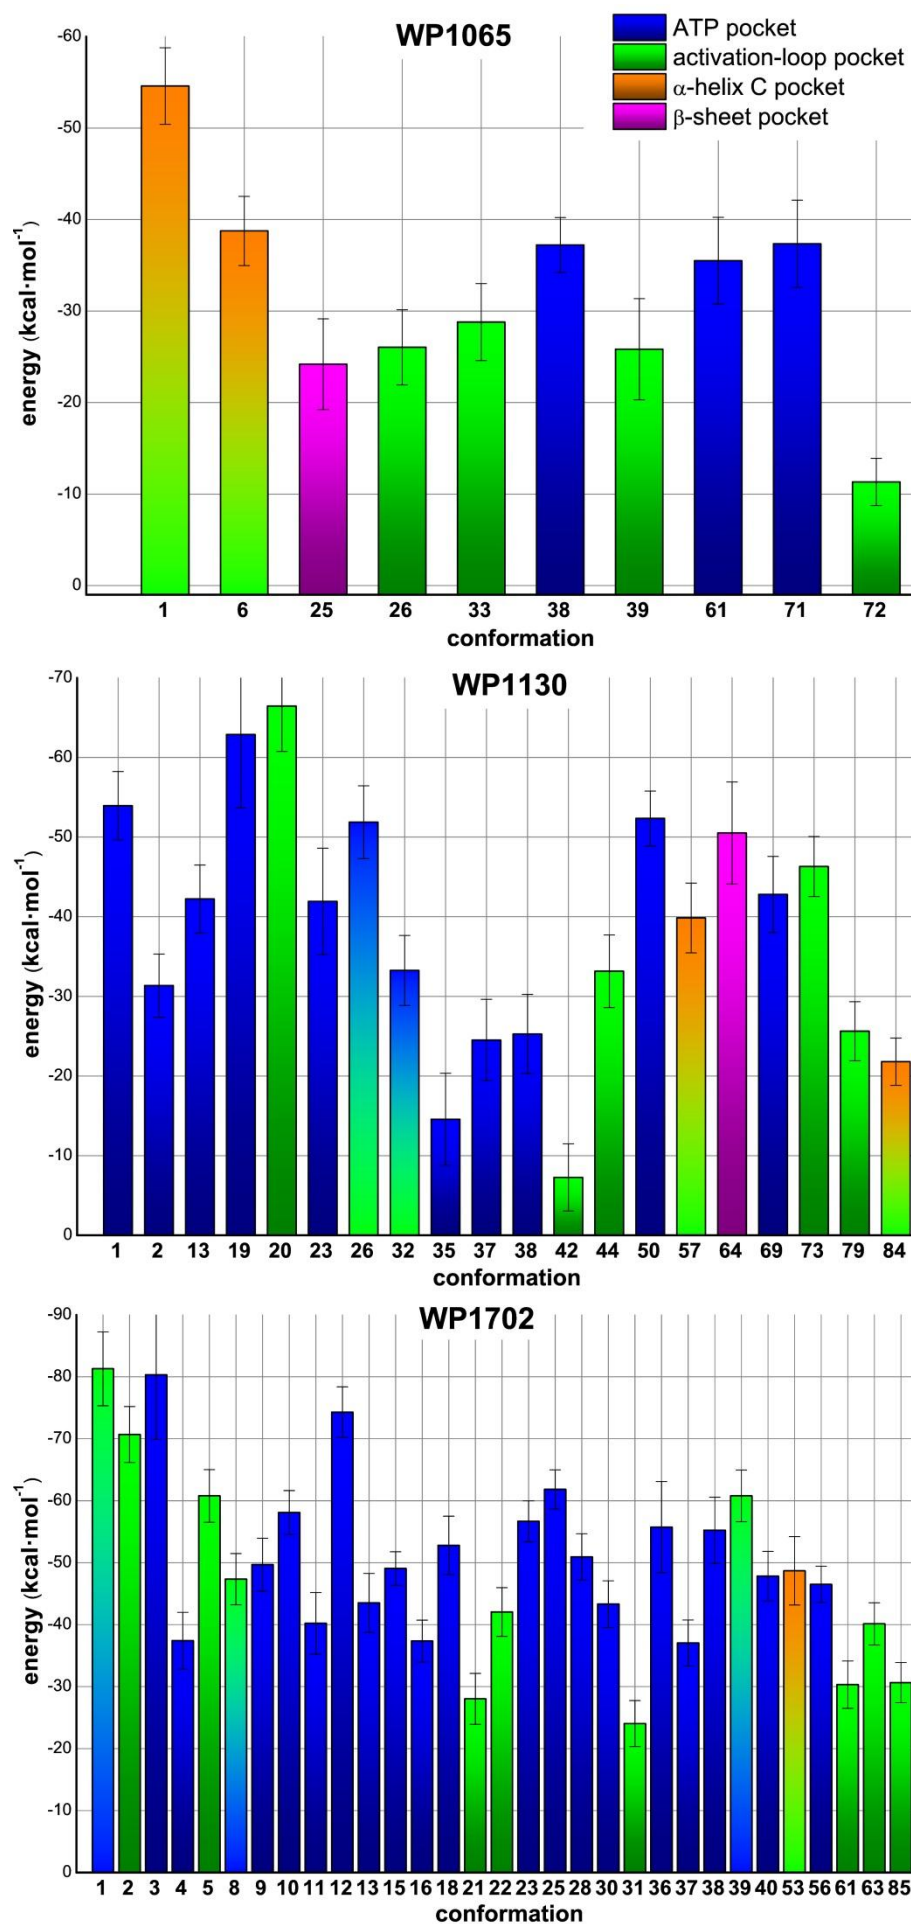 WP1065
ATP pocket
activation-loop pocket
α-helix C pocket
β-sheet pocket
energy (kcal·mol⁻¹)
-60
-50
-40
-30
-20
-10
0
1 6 25 26 33 38 39 61 71 72
conformation
WP1130
energy (kcal·mol⁻¹)
-70
-60
-50
-40
-30
-20
-10
0
1 2 13 19 20 23 26 32 35 37 38 42 44 50 57 64 69 73 79 84
conformation
WP1702
energy (kcal·mol⁻¹)
-90
-80
-70
-60
-50
-40
-30
-20
-10
0
1 2 3 4 5 8 9 10 11 12 13 15 16 18 21 22 23 25 28 30 31 36 37 38 39 40 53 56 61 63 85
conformation